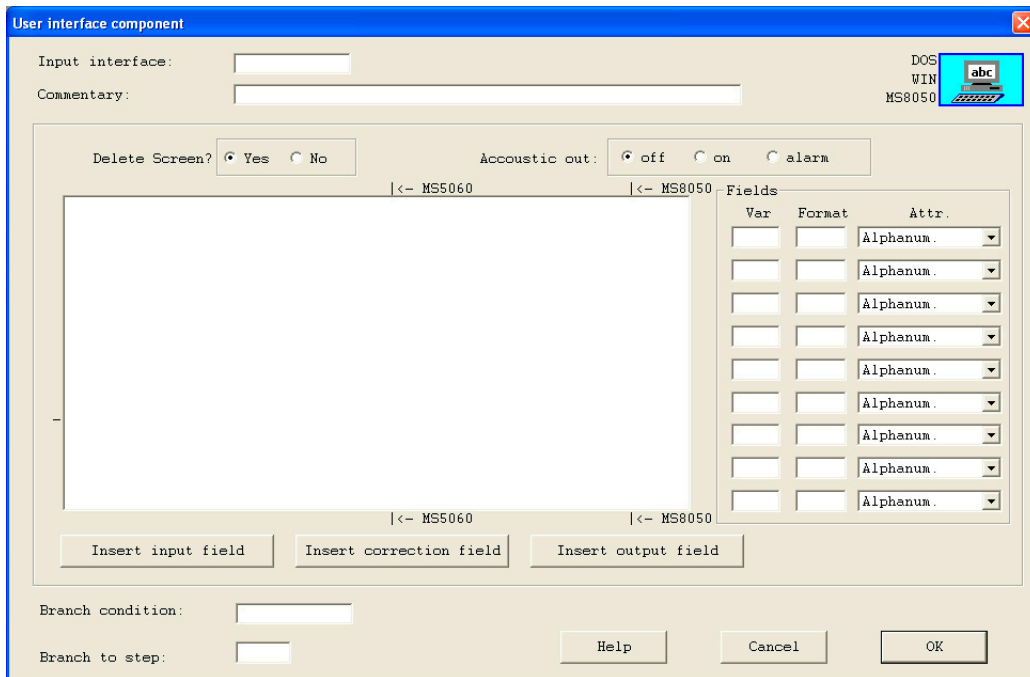 User interface component
Input interface:
DOS
WIN
MS8050
abc
Commentary:
Delete Screen? Yes No
Accoustic out: off on alarm
|<- MS5060 |<- MS8050
Fields
Var Format Attr.
Alphanum.
Alphanum.
Alphanum.
Alphanum.
Alphanum.
Alphanum.
Alphanum.
Alphanum.
Alphanum.
|<- MS5060 |<- MS8050
Insert input field Insert correction field Insert output field
Branch condition:
Branch to step:
Help Cancel OK